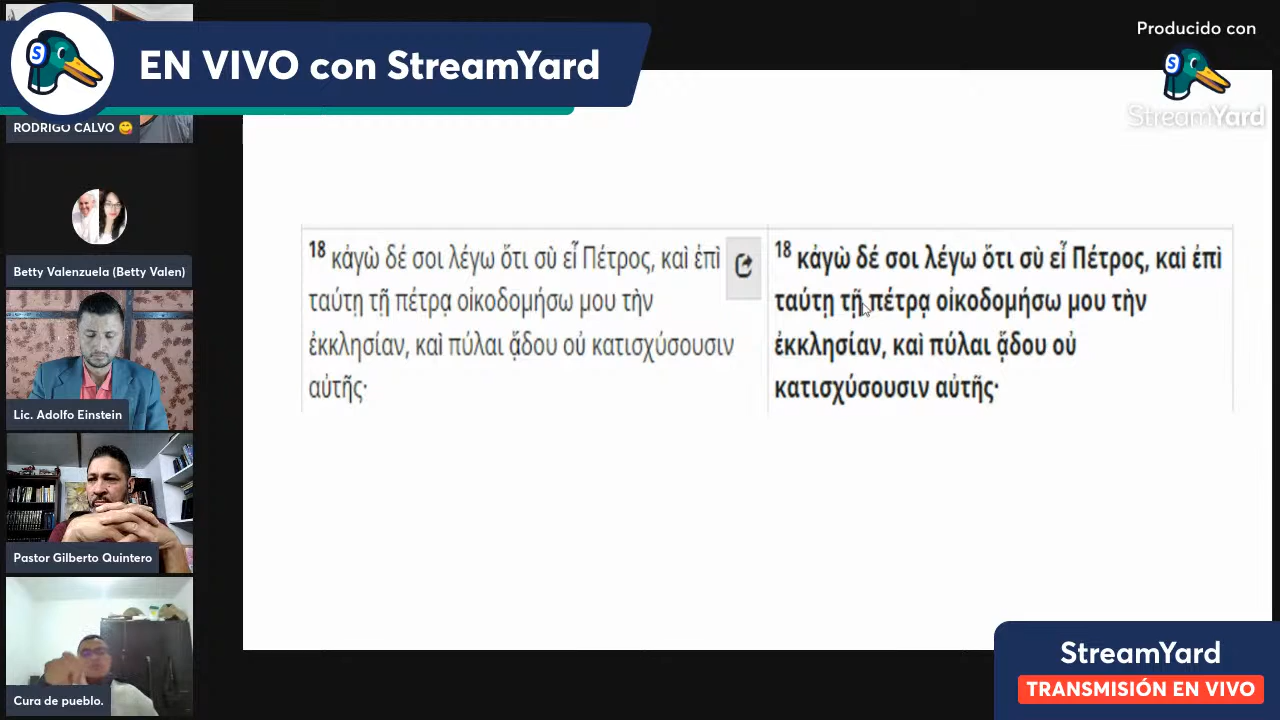 EN VIVO con StreamYard
Producido con
StreamYard
RODRIGO CALVO 😋
Betty Valenzuela (Betty Valen)
Lic. Adolfo Einstein
Pastor Gilberto Quintero
Cura de pueblo.
18 κἀγὼ δέ σοι λέγω ὅτι σὺ εἶ Πέτρος, καὶ ἐπὶ
ταύτῃ τῇ πέτρᾳ οἰκοδομήσω μου τὴν
ἐκκλησίαν, καὶ πύλαι ᾅδου οὐ κατισχύσουσιν
αὐτῆς·
18 κἀγὼ δέ σοι λέγω ὅτι σὺ εἶ Πέτρος, καὶ ἐπὶ
ταύτῃ τῇ πέτρᾳ οἰκοδομήσω μου τὴν
ἐκκλησίαν, καὶ πύλαι ᾅδου οὐ
κατισχύσουσιν αὐτῆς·
StreamYard
TRANSMISIÓN EN VIVO